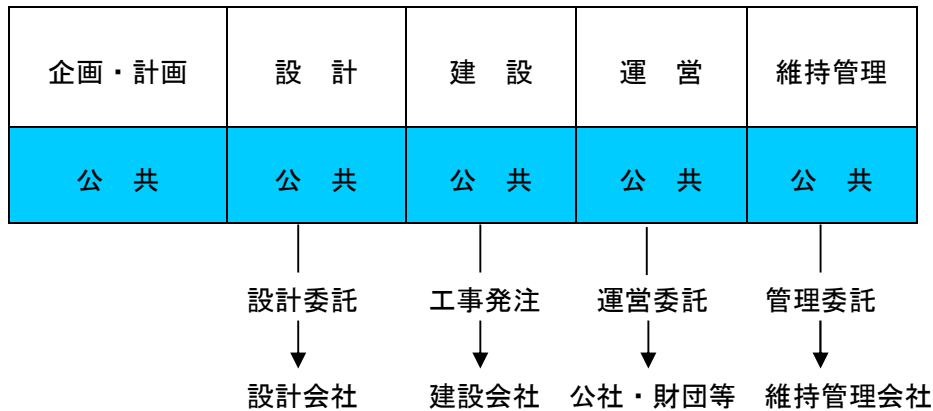 企画・計画 設 計 建 設 運 営 維持管理
公 共 公 共 公 共 公 共 公 共
設計委託 工事発注 運営委託 管理委託
設計会社 建設会社 公社・財団等 維持管理会社